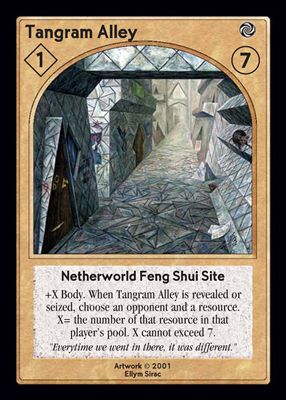 Tangram Alley
1
7
Netherworld Feng Shui Site
+X Body. When Tangram Alley is revealed or
seized, choose an opponent and a resource.
X= the number of that resource in that
player's pool. X cannot exceed 7.
"Everytime we went in there, it was different."
Artwork © 2001
Ellym Sirac